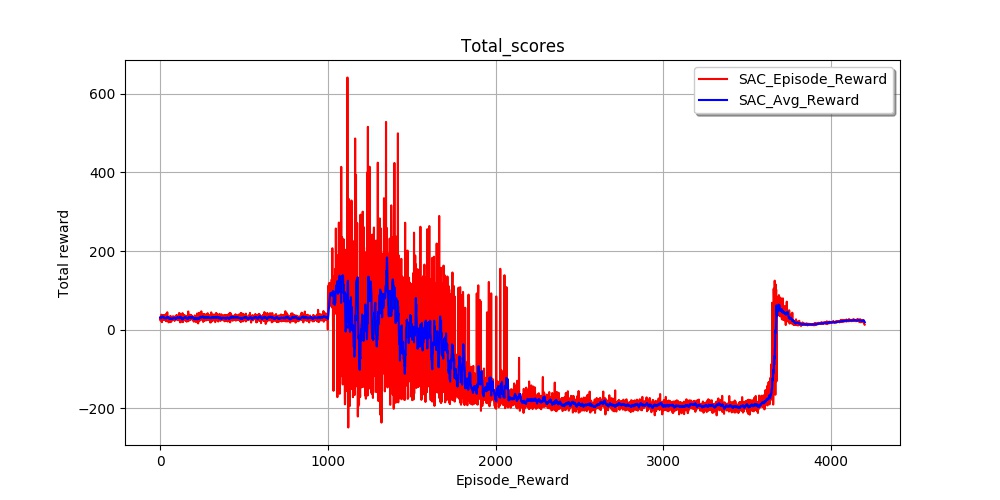 Total_scores
SAC_Episode_Reward
SAC_Avg_Reward
Total reward
600
400
200
0
−200
0 1000 2000 3000 4000
Episode_Reward